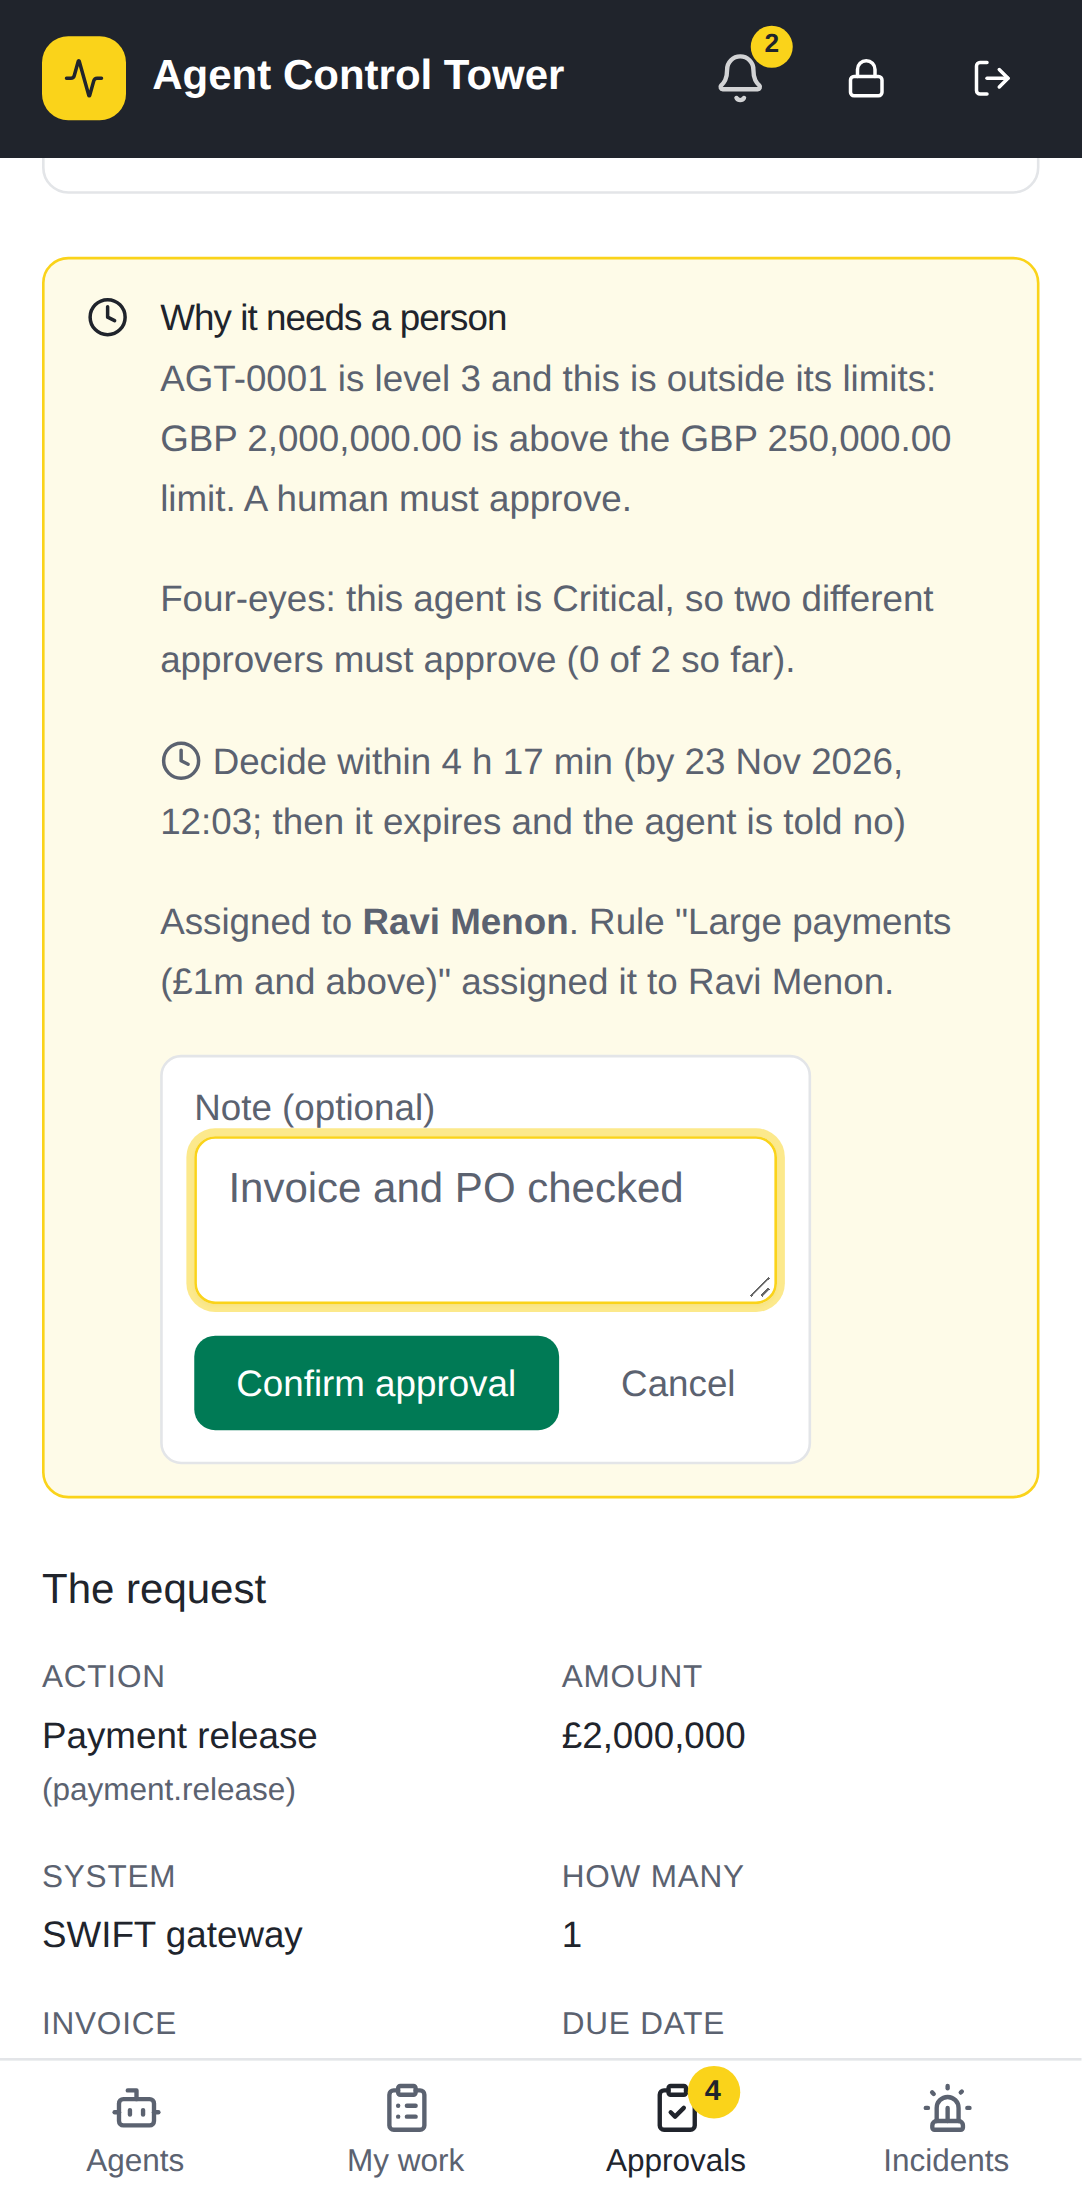 Agent Control Tower
2
Why it needs a person
AGT-0001 is level 3 and this is outside its limits:
GBP 2,000,000.00 is above the GBP 250,000.00
limit. A human must approve.
Four-eyes: this agent is Critical, so two different
approvers must approve (0 of 2 so far).
Decide within 4 h 17 min (by 23 Nov 2026,
12:03; then it expires and the agent is told no)
Assigned to Ravi Menon. Rule "Large payments
(£1m and above)" assigned it to Ravi Menon.
Note (optional)
Invoice and PO checked
Confirm approval
Cancel
The request
ACTION
AMOUNT
Payment release
£2,000,000
(payment.release)
SYSTEM
HOW MANY
SWIFT gateway
1
INVOICE
DUE DATE
4
Agents
My work
Approvals
Incidents